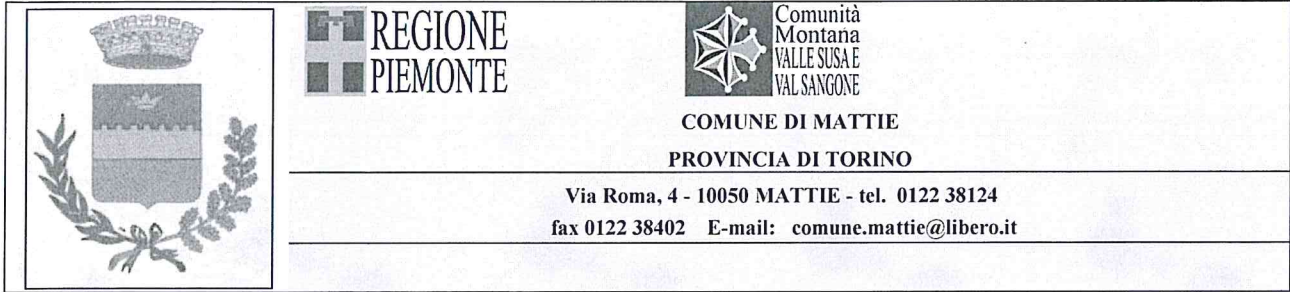 REGIONE
PIEMONTE
Comunità
Montana
VALLE SUSA E
VAL SANGONE
COMUNE DI MATTIE
PROVINCIA DI TORINO
Via Roma, 4 - 10050 MATTIE - tel. 0122 38124
fax 0122 38402 E-mail: comune.mattie@libero.it